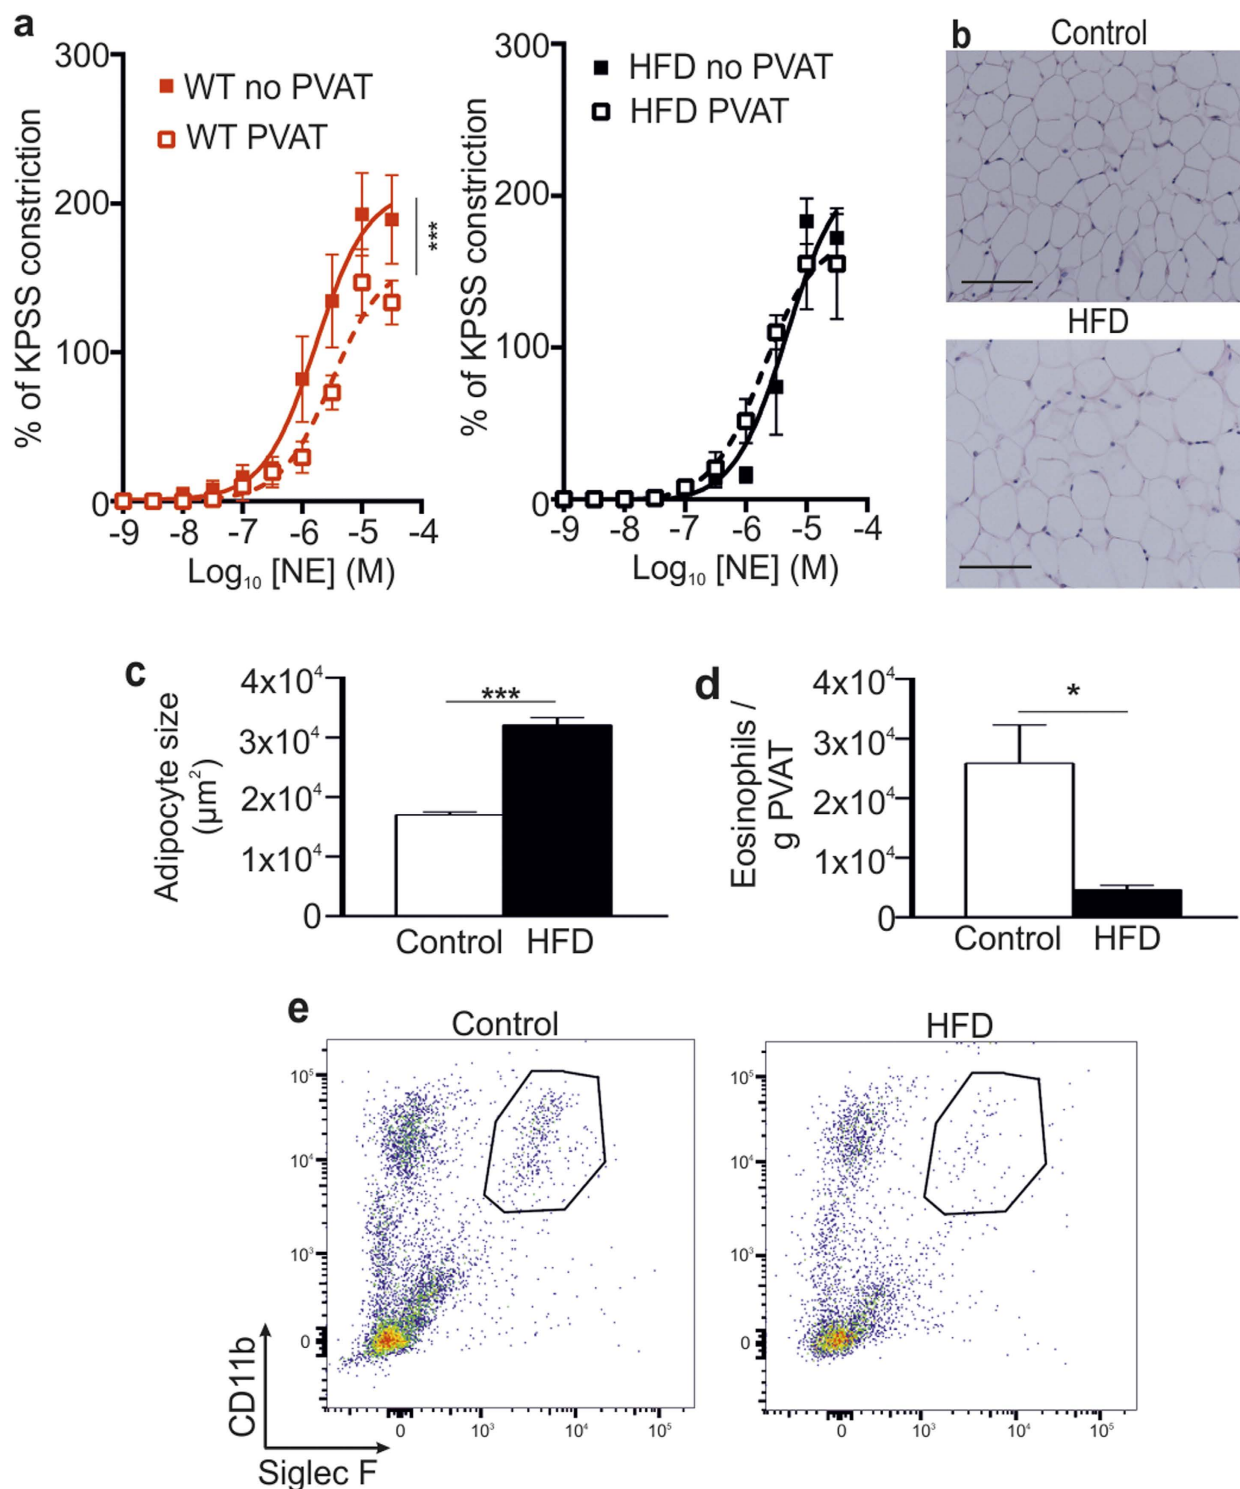 a
300
200
100
0
% of KPSS constriction
WT no PVAT
WT PVAT
***
-9 -8 -7 -6 -5 -4
Log₁₀ [NE] (M)
300
200
100
0
% of KPSS constriction
HFD no PVAT
HFD PVAT
-9 -8 -7 -6 -5 -4
Log₁₀ [NE] (M)
b
Control
HFD
c
Adipocyte size
(µm²)
4x10⁴
3x10⁴
2x10⁴
1x10⁴
0
***
Control HFD
d
Eosinophils /
g PVAT
4x10⁴
3x10⁴
2x10⁴
1x10⁴
0
*
Control HFD
e
Control
10⁵
10⁴
10³
0
0 10³ 10⁴ 10⁵
CD11b
Siglec F
HFD
10⁵
10⁴
10³
0
0 10³ 10⁴ 10⁵